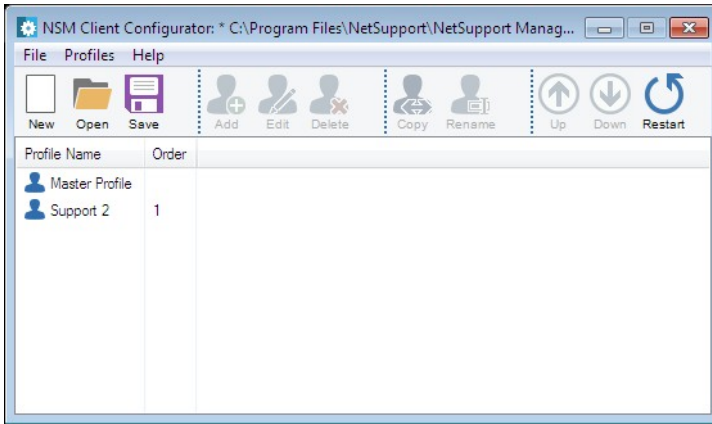 NSM Client Configurator: * C:\Program Files\NetSupport\NetSupport Manag...
File Profiles Help
New Open Save Add Edit Delete Copy Rename Up Down Restart
Profile Name Order
Master Profile
Support 2 1